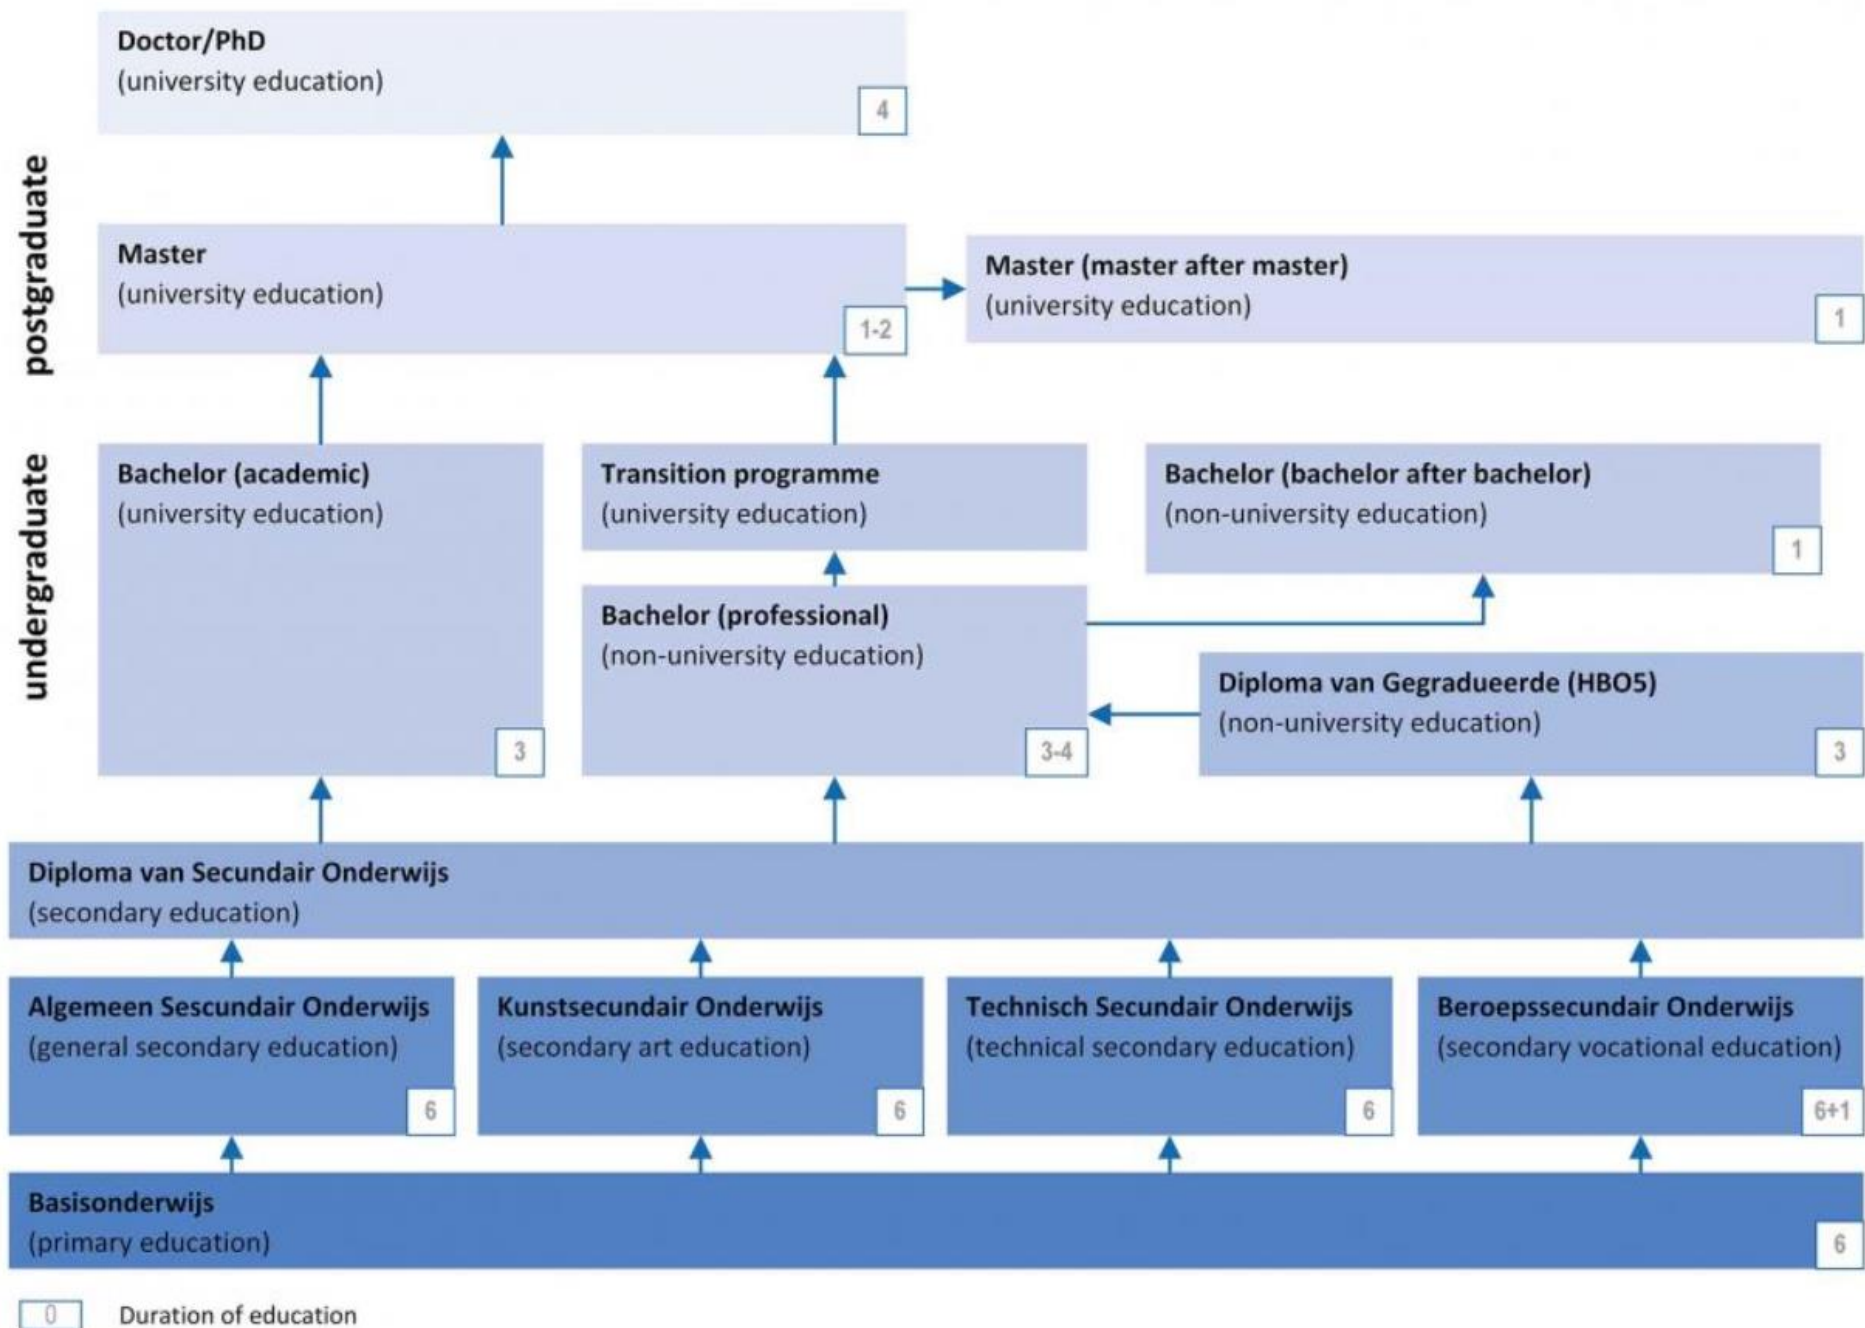 Doctor/PhD
(university education)
4
postgraduate
Master
(university education)
1-2
Master (master after master)
(university education)
1
undergraduate
Bachelor (academic)
(university education)
3
Transition programme
(university education)
Bachelor (bachelor after bachelor)
(non-university education)
1
Bachelor (professional)
(non-university education)
3-4
Diploma van Gegradueerde (HBO5)
(non-university education)
3
Diploma van Secundair Onderwijs
(secondary education)
Algemeen Sescundair Onderwijs
(general secondary education)
6
Kunstsecundair Onderwijs
(secondary art education)
6
Technisch Secundair Onderwijs
(technical secondary education)
6
Beroepssecundair Onderwijs
(secondary vocational education)
6+1
Basisonderwijs
(primary education)
6
0 Duration of education